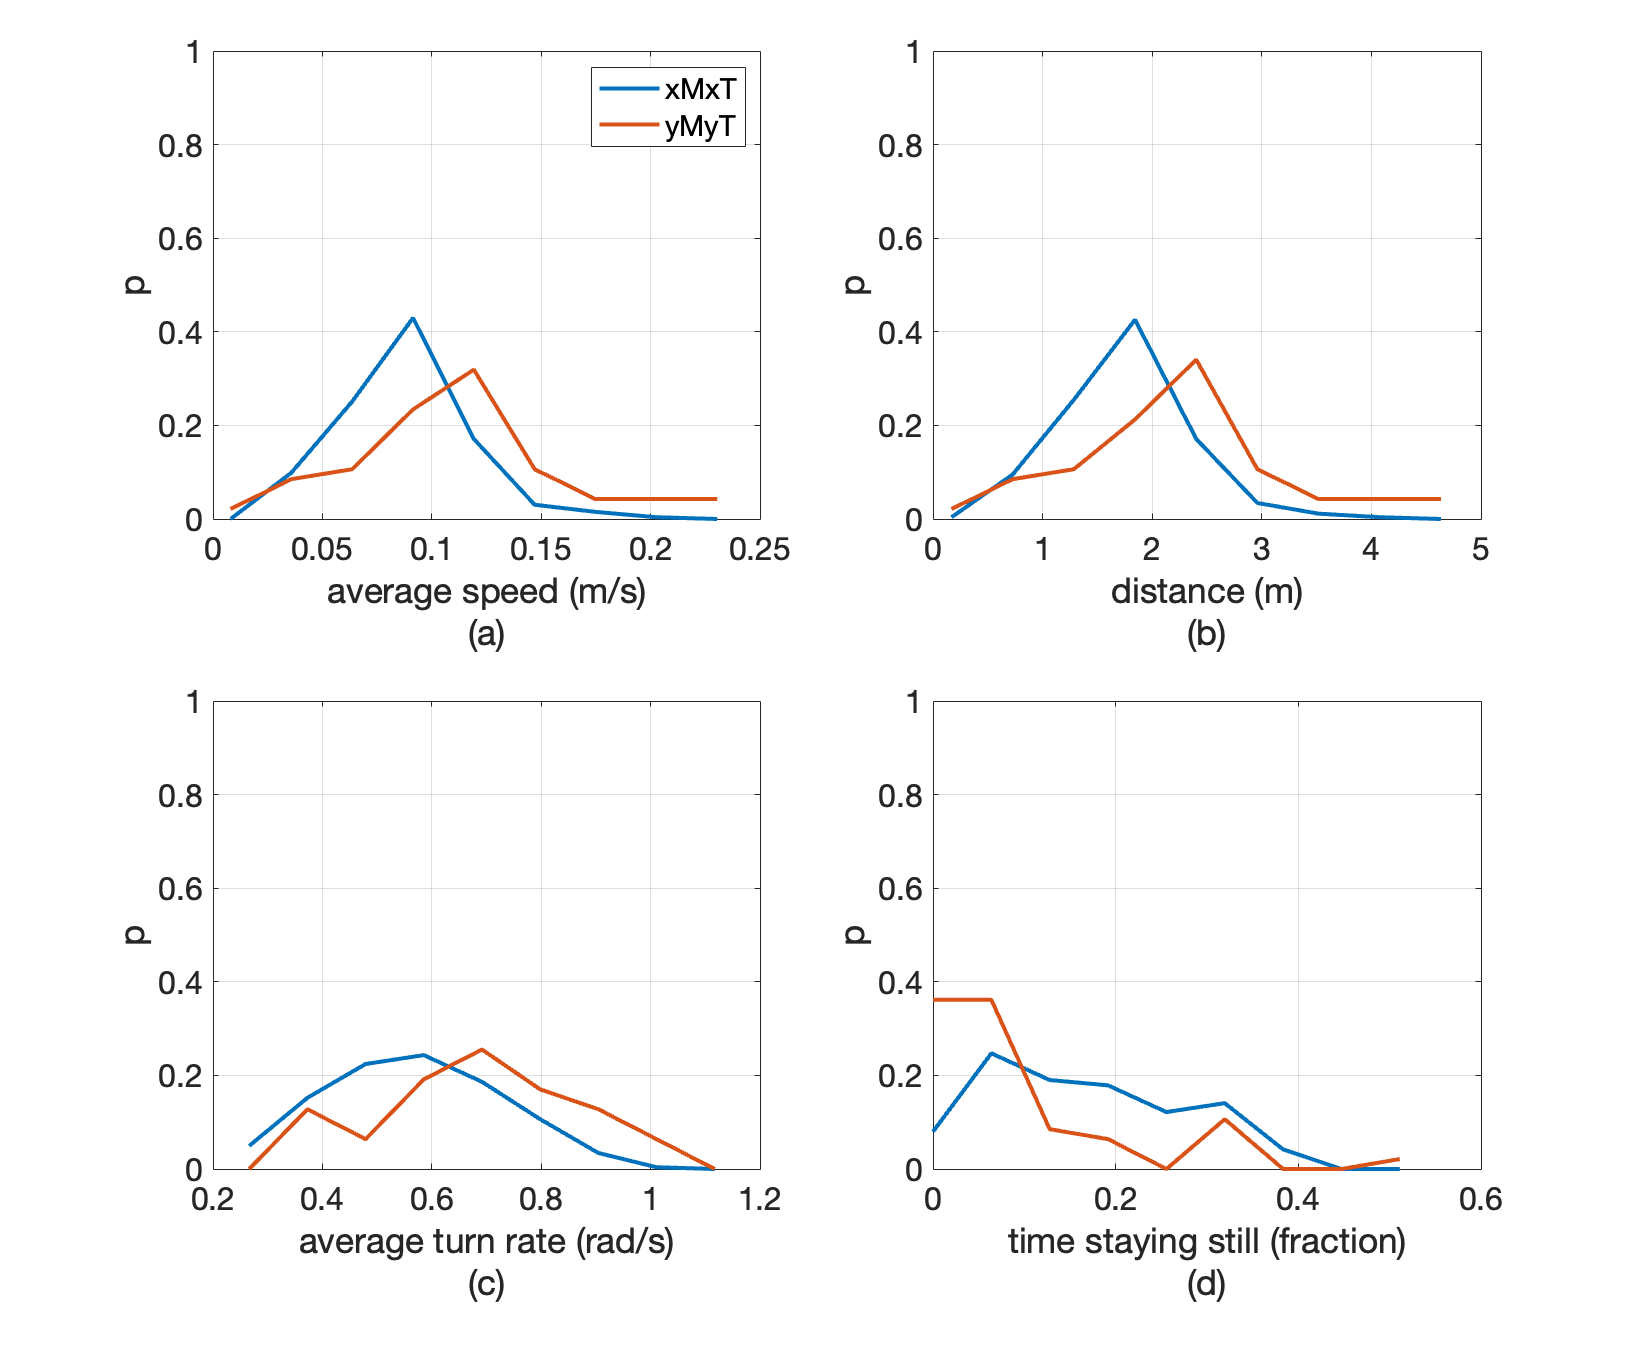 1
0.8
0.6
0.4
0.2
0
p
0 0.05 0.1 0.15 0.2 0.25
average speed (m/s)
(a)
xMxT
yMyT
1
0.8
0.6
0.4
0.2
0
p
0 1 2 3 4 5
distance (m)
(b)
1
0.8
0.6
0.4
0.2
0
p
0.2 0.4 0.6 0.8 1 1.2
average turn rate (rad/s)
(c)
1
0.8
0.6
0.4
0.2
0
p
0 0.2 0.4 0.6
time staying still (fraction)
(d)